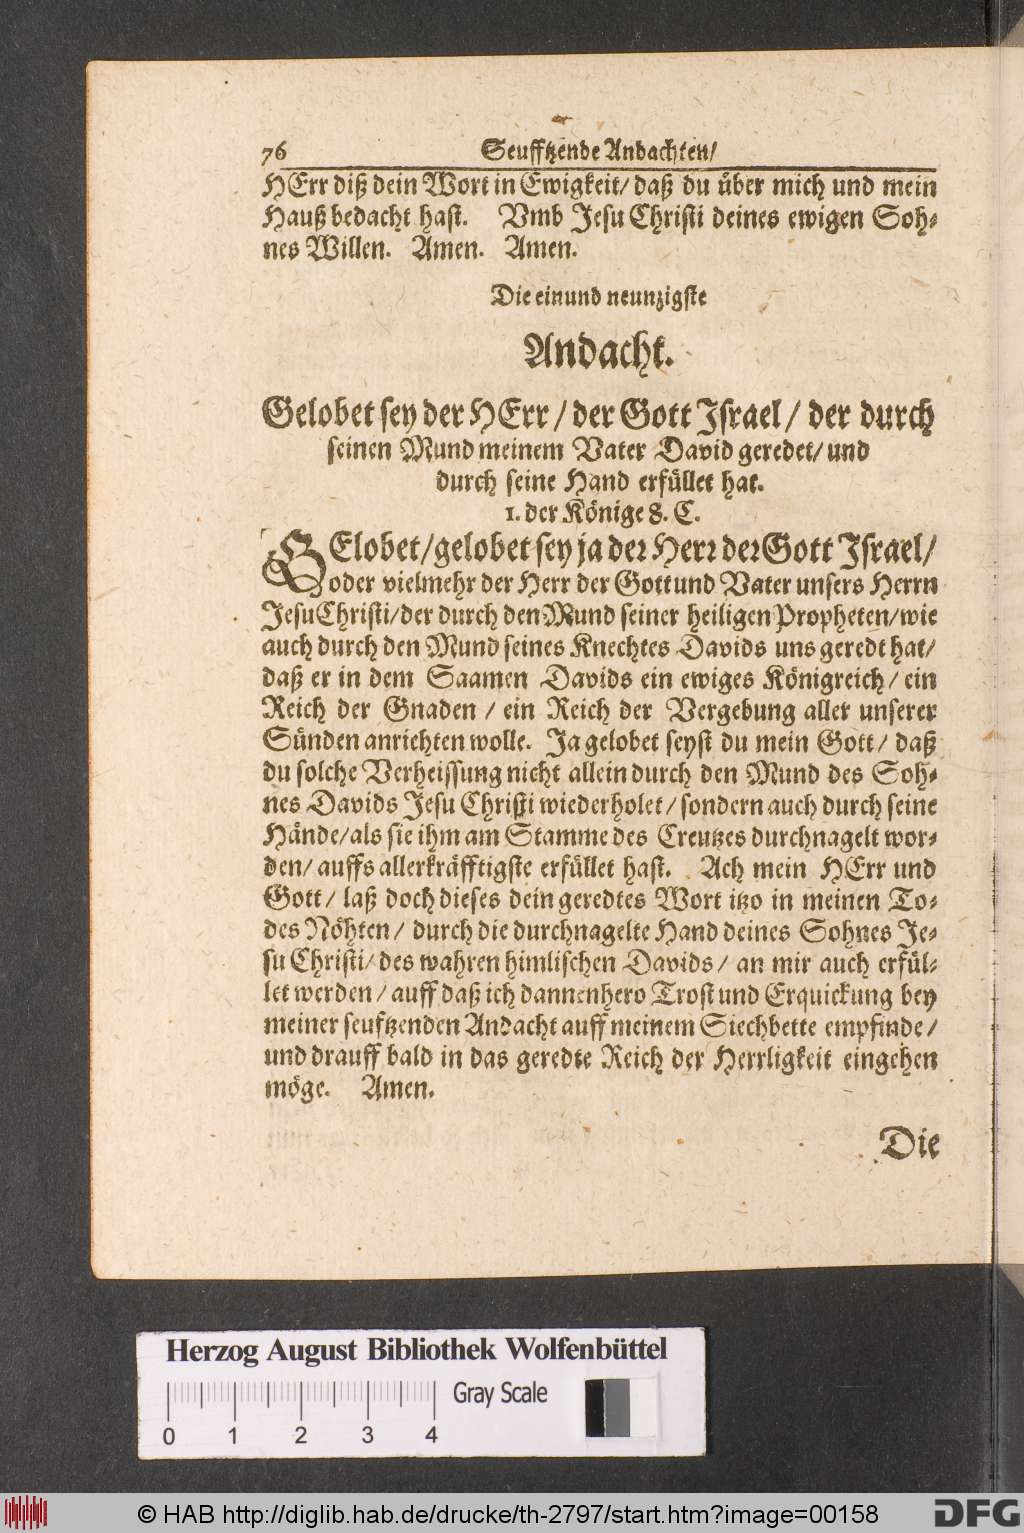 76 Seufftzende Andachten/
HErr diß dein Wort in Ewigkeit/ daß du über mich und mein
Hauß bedacht hast. Vmb Jesu Christi deines ewigen Soh-
nes Willen. Amen. Amen.
Die einund neunzigste
Andacht.
Gelobet sey der HErr / der Gott Israel / der durch
seinen Mund meinem Vater David geredet/ und
durch seine Hand erfüllet hat.
1. der Könige 8. C.
GElobet/gelobet sey ja der Herr der Gott Israel/
oder vielmehr der Herr der Gott und Vater unsers Herrn
Jesu Christi/der durch den Mund seiner heiligen Propheten/wie
auch durch den Mund seines Knechtes Davids uns geredt hat/
daß er in dem Saamen Davids ein ewiges Königreich/ ein
Reich der Gnaden / ein Reich der Vergebung aller unserer
Sünden anriehten wolle. Ja gelobet seyst du mein Gott/ daß
du solche Verheissung nicht allein durch den Mund des Soh-
nes Davids Jesu Christi wiederholet/ sondern auch durch seine
Hände/als sie ihm am Stamme des Creutzes durchnagelt wor-
den/ auffs allerkräfftigste erfüllet hast. Ach mein HErr und
Gott/ laß doch dieses dein geredtes Wort itzo in meinen To-
des Nöhten/ durch die durchnagelte Hand deines Sohnes Je-
su Christi/ des wahren himlischen Davids/ an mir auch erfül-
let werden/ auff daß ich dannenhero Trost und Erquickung bey
meiner seuftzenden Andacht auff meinem Siechbette empfinde/
und drauff bald in das geredte Reich der Herrligkeit eingehen
möge. Amen.
Die
Herzog August Bibliothek Wolfenbüttel
Gray Scale
0 1 2 3 4
© HAB http://diglib.hab.de/drucke/th-2797/start.htm?image=00158
DFG